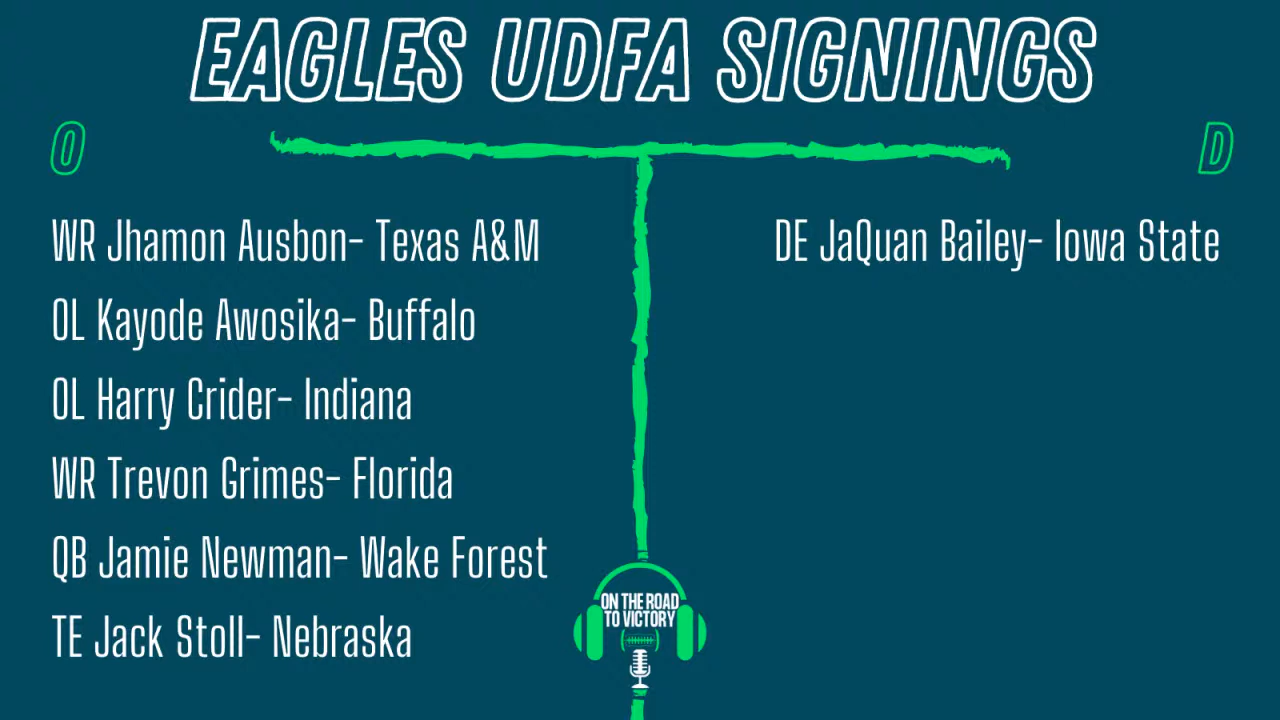 EAGLES UDFA SIGNINGS
O
D
WR Jhamon Ausbon- Texas A&M
OL Kayode Awosika- Buffalo
OL Harry Crider- Indiana
WR Trevon Grimes- Florida
QB Jamie Newman- Wake Forest
TE Jack Stoll- Nebraska
DE JaQuan Bailey- Iowa State
ON THE ROAD
TO VICTORY